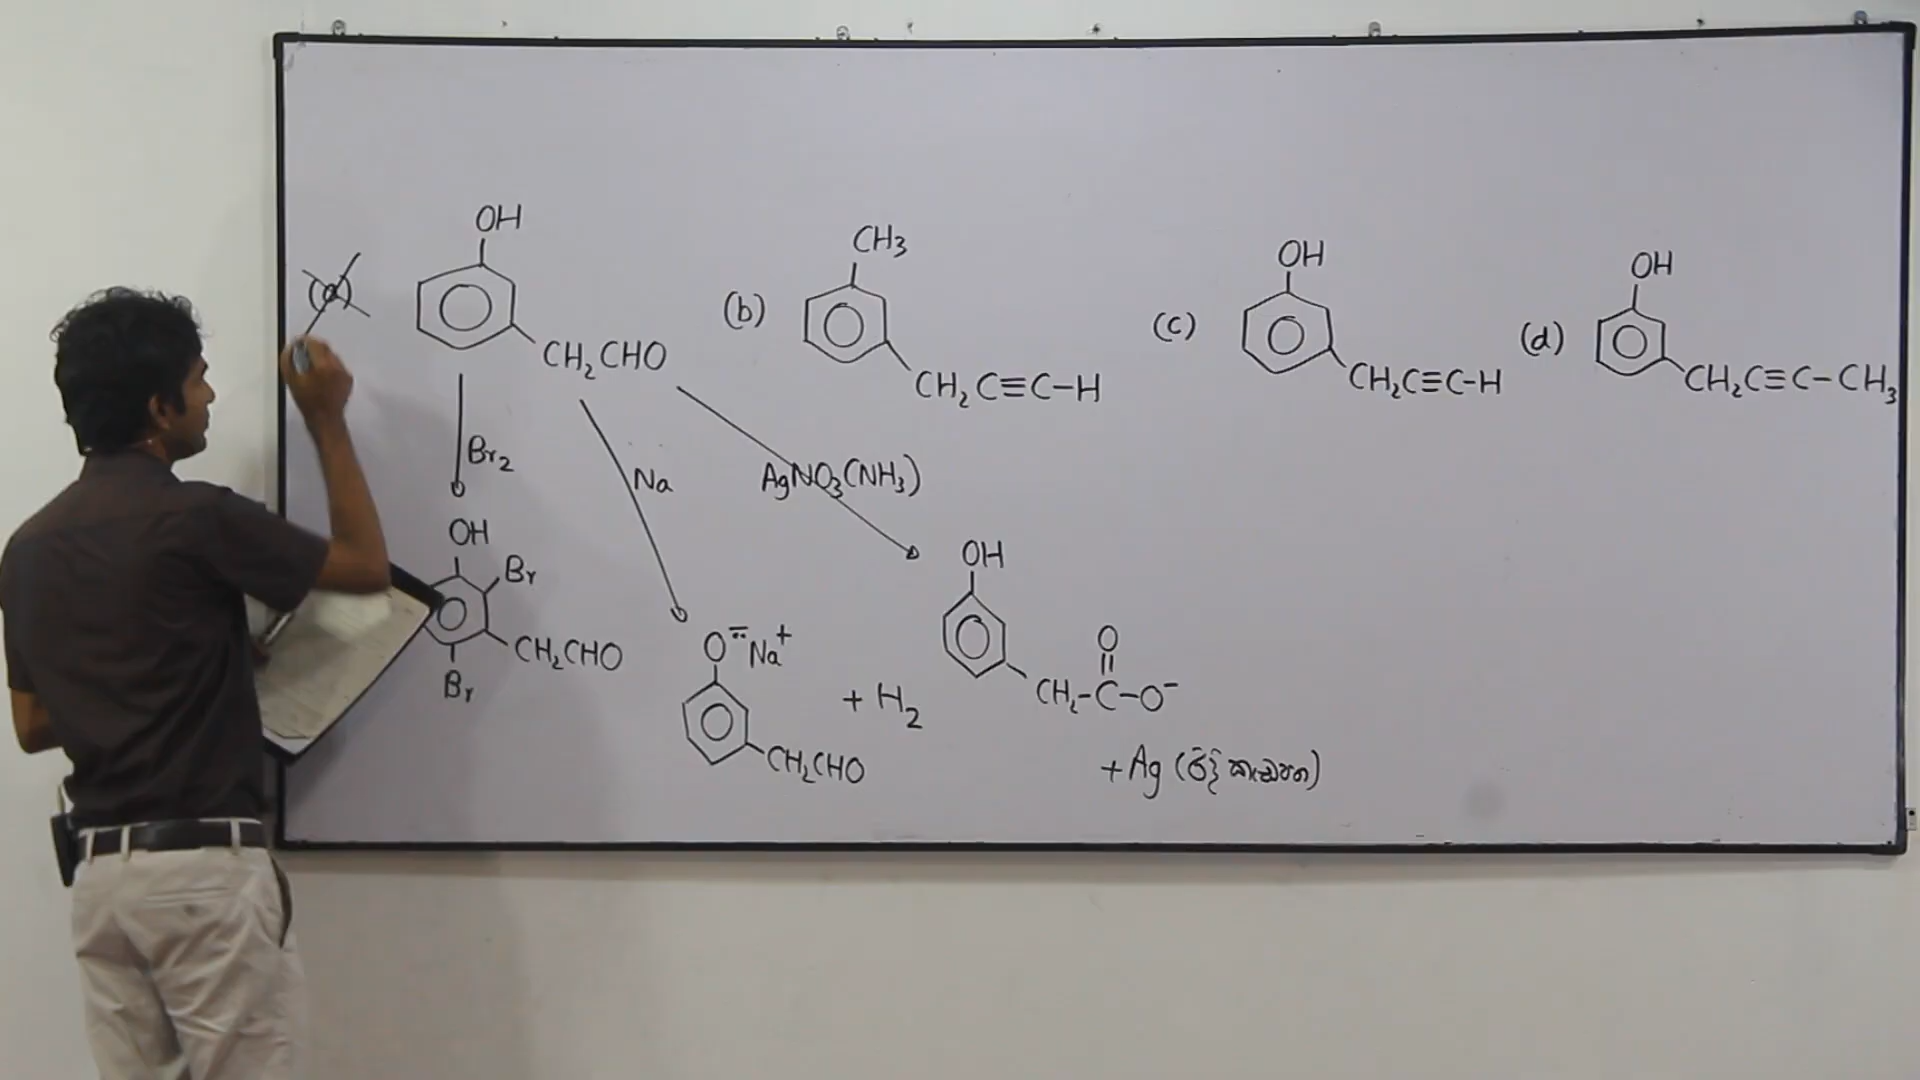 (a)
OH
CH₂CHO
(b)
CH3
CH₂C≡C-H
(c)
OH
CH₂C≡C-H
(d)
OH
CH₂C≡C-CH3
Br2
Na
AgNO3(NH3)
OH
Br
CH₂CHO
Br
O⁻Na⁺
CH₂CHO
+ H2
OH
O
CH₂-C-O⁻
+ Ag (රිදී කැඩපත)